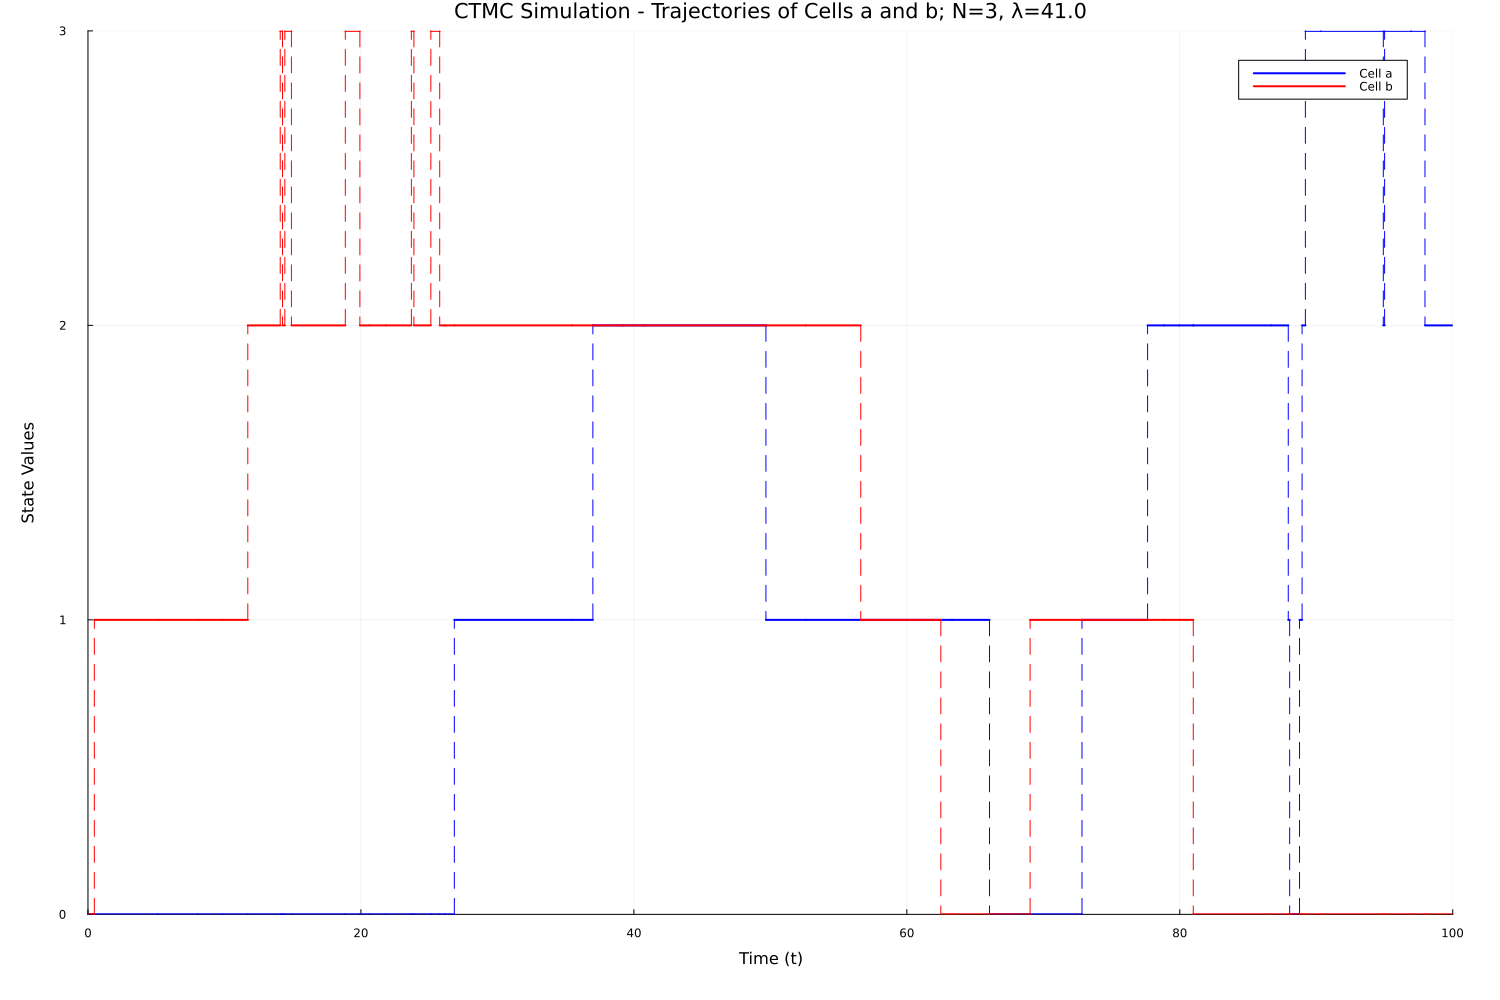 CTMC Simulation - Trajectories of Cells a and b; N=3, λ=41.0
3
Cell a
Cell b
2
State Values
1
0
0 20 40 60 80 100
Time (t)